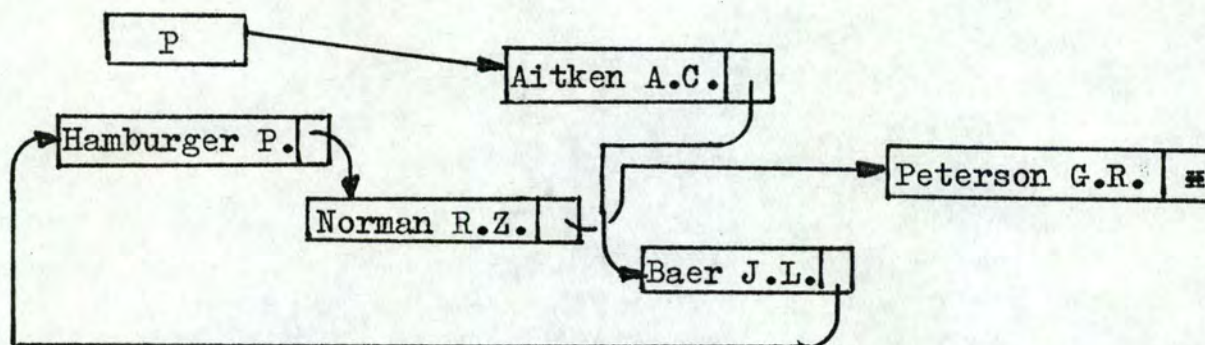 P
Aitken A.C.
Hamburger P.
Peterson G.R.
Norman R.Z.
Baer J.L.